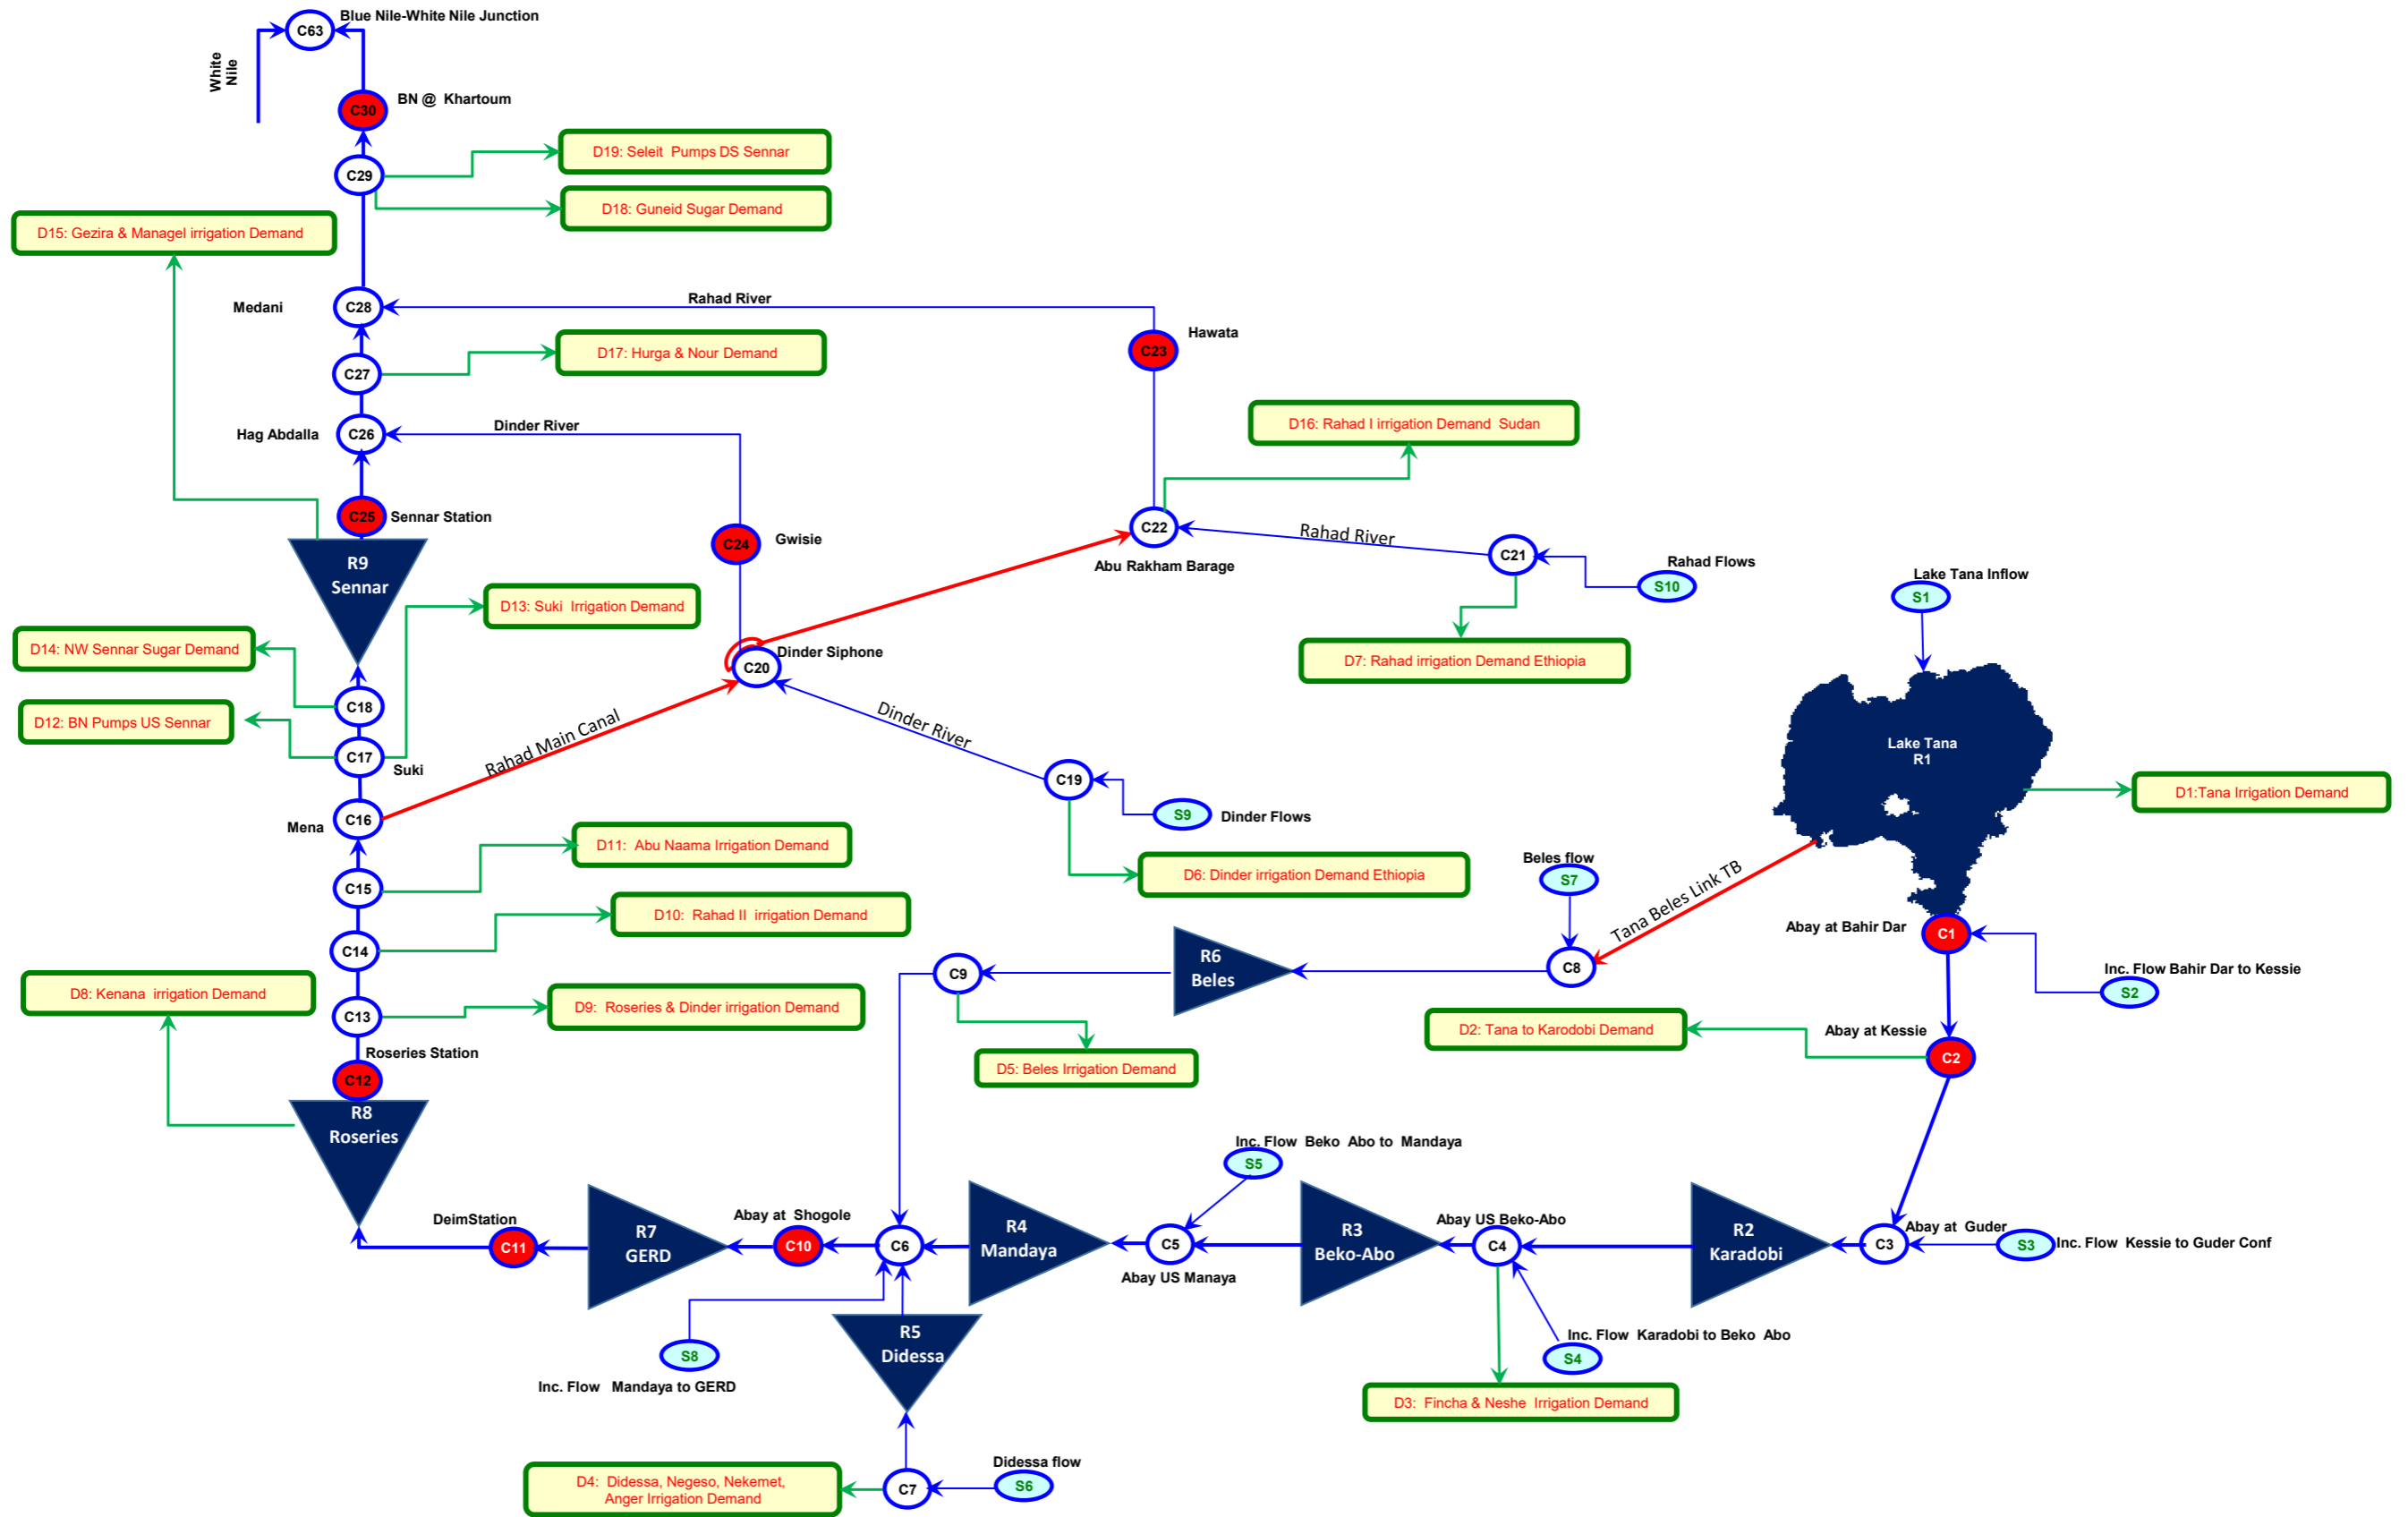 Blue Nile-White Nile Junction
C63
White
Nile
C30
BN @ Khartoum
D19: Seleit Pumps DS Sennar
C29
D18: Guneid Sugar Demand
D15: Gezira & Managel irrigation Demand
Medani
C28
Rahad River
Hawata
C23
D17: Hurga & Nour Demand
C27
D16: Rahad I irrigation Demand Sudan
Hag Abdalla
C26
Dinder River
C25
Sennar Station
C24
Gwisie
C22
Rahad River
C21
Abu Rakham Barage
Rahad Flows
S10
R9
Sennar
Lake Tana Inflow
S1
D13: Suki Irrigation Demand
D14: NW Sennar Sugar Demand
Dinder Siphone
C20
D7: Rahad irrigation Demand Ethiopia
C18
D12: BN Pumps US Sennar
Rahad Main Canal
Dinder River
Lake Tana
R1
C17
Suki
C19
D1:Tana Irrigation Demand
Mena
C16
S9
Dinder Flows
D11: Abu Naama Irrigation Demand
Beles flow
S7
Tana Beles Link TB
C15
D6: Dinder irrigation Demand Ethiopia
D10: Rahad II irrigation Demand
Abay at Bahir Dar
C1
C14
R6
Beles
C8
Inc. Flow Bahir Dar to Kessie
S2
C9
D8: Kenana irrigation Demand
D9: Roseries & Dinder irrigation Demand
C13
D2: Tana to Karodobi Demand
Abay at Kessie
Roseries Station
C2
D5: Beles Irrigation Demand
C12
R8
Roseries
Inc. Flow Beko Abo to Mandaya
S5
DeimStation
Abay at Shogole
Abay US Beko-Abo
Abay at Guder
C11
R7
GERD
C10
C6
R4
Mandaya
C5
R3
Beko-Abo
C4
R2
Karadobi
C3
S3
Inc. Flow Kessie to Guder Conf
Abay US Manaya
R5
Didessa
Inc. Flow Karadobi to Beko Abo
S8
S4
Inc. Flow Mandaya to GERD
D3: Fincha & Neshe Irrigation Demand
Didessa flow
D4: Didessa, Negeso, Nekemet,
Anger Irrigation Demand
C7
S6